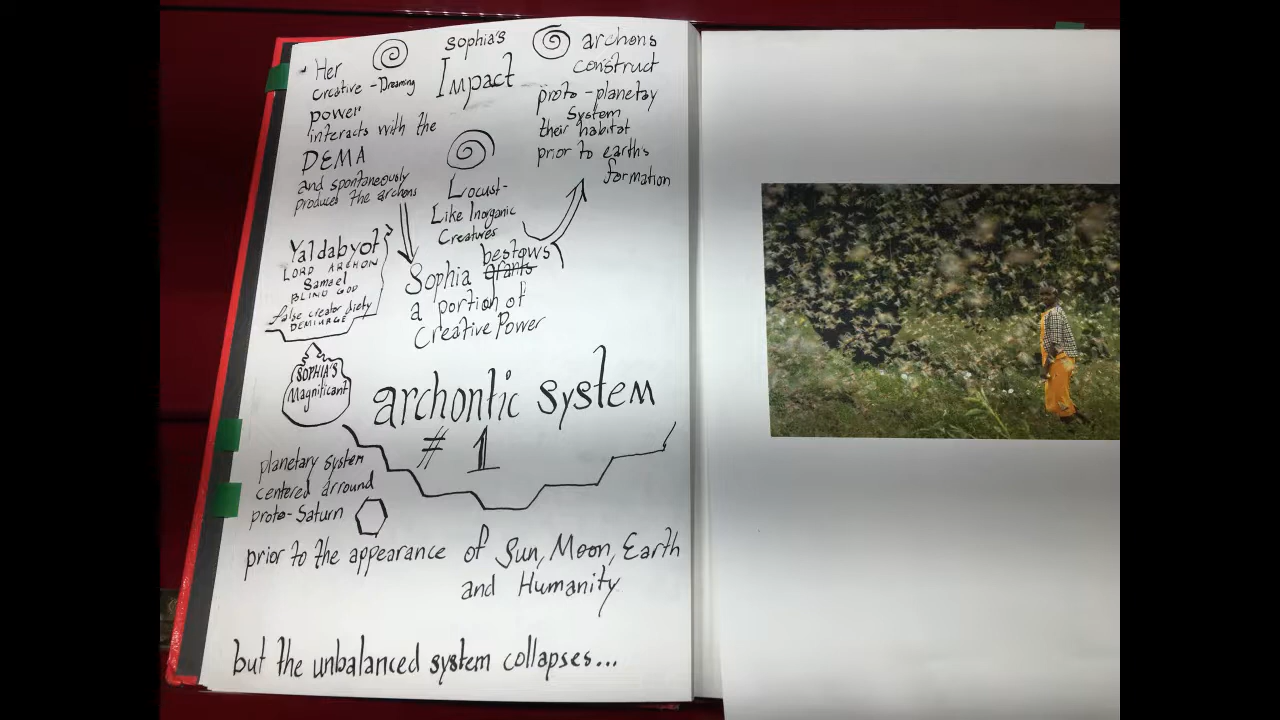 Sophia's
Impact
Her
creative - Dreaming
power
interacts with the
DEMA
and spontaneously
produces the archons
archons
construct
proto-planetary
System
their habitat
prior to earth's
formation
Locust-
Like Inorganic
Creatures
Yaldabyot
LORD ARCHON
Samael
BLIND GOD
false creator diety
DEMIURGE
Sophia bestows
Grants
a portion of
Creative Power
SOPHIA'S
Magnificant
archontic system
# 1
planetary system
centered arround
proto-Saturn
prior to the appearance of Sun, Moon, Earth
and Humanity.
but the unbalanced system collapses...